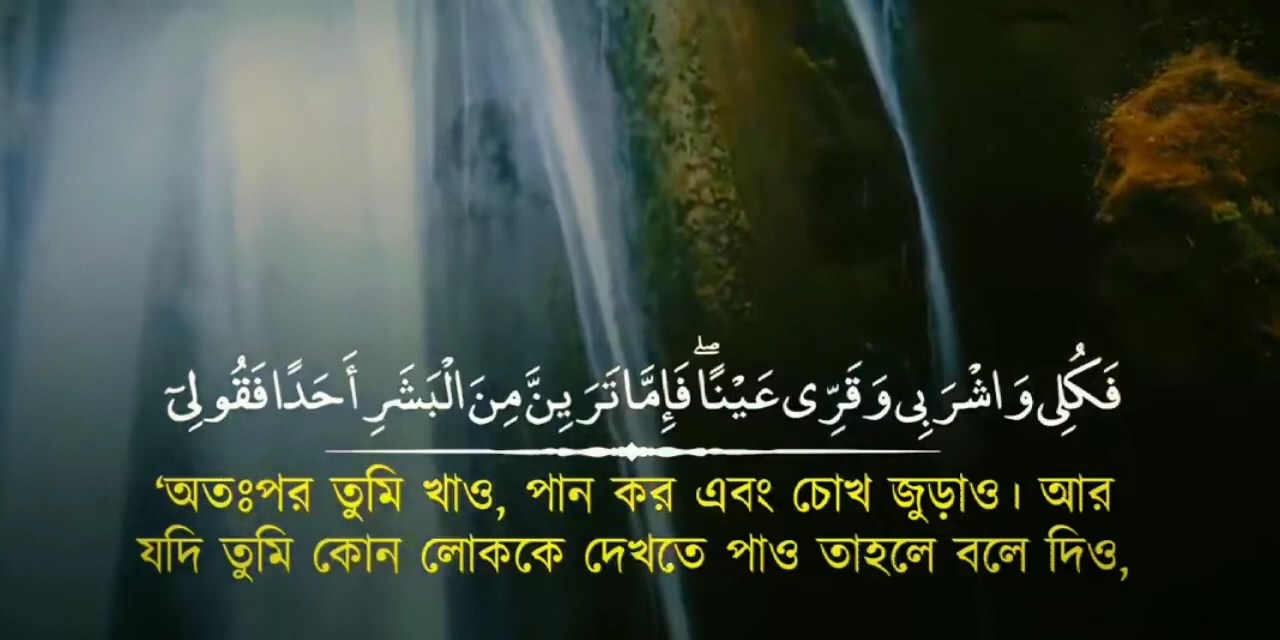 فَكُلِى وَاشْرَبِى وَقَرِّى عَيْنًاۖ فَإِمَّا تَرَيِنَّ مِنَ الْبَشَرِ أَحَدًا فَقُولِىٓ
‘অতঃপর তুমি খাও, পান কর এবং চোখ জুড়াও। আর
যদি তুমি কোন লোককে দেখতে পাও তাহলে বলে দিও,